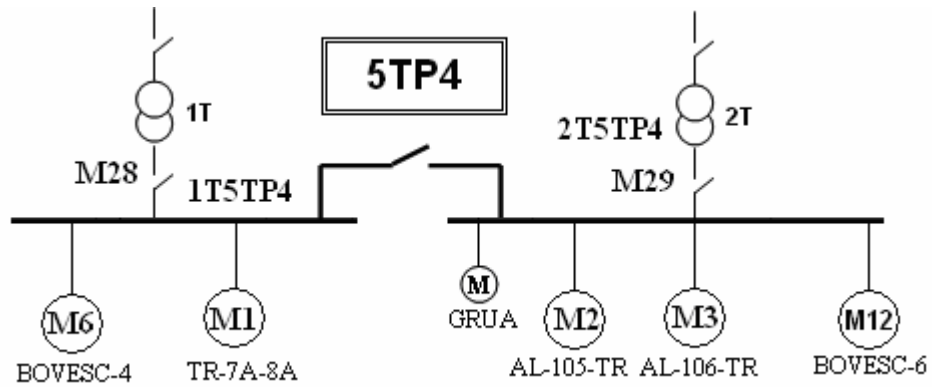 5TP4
1T
2T5TP4
2T
M28
1T5TP4
M29
M6
M1
M
M2
M3
M12
GRUA
BOVESC-4
TR-7A-8A
AL-105-TR
AL-106-TR
BOVESC-6